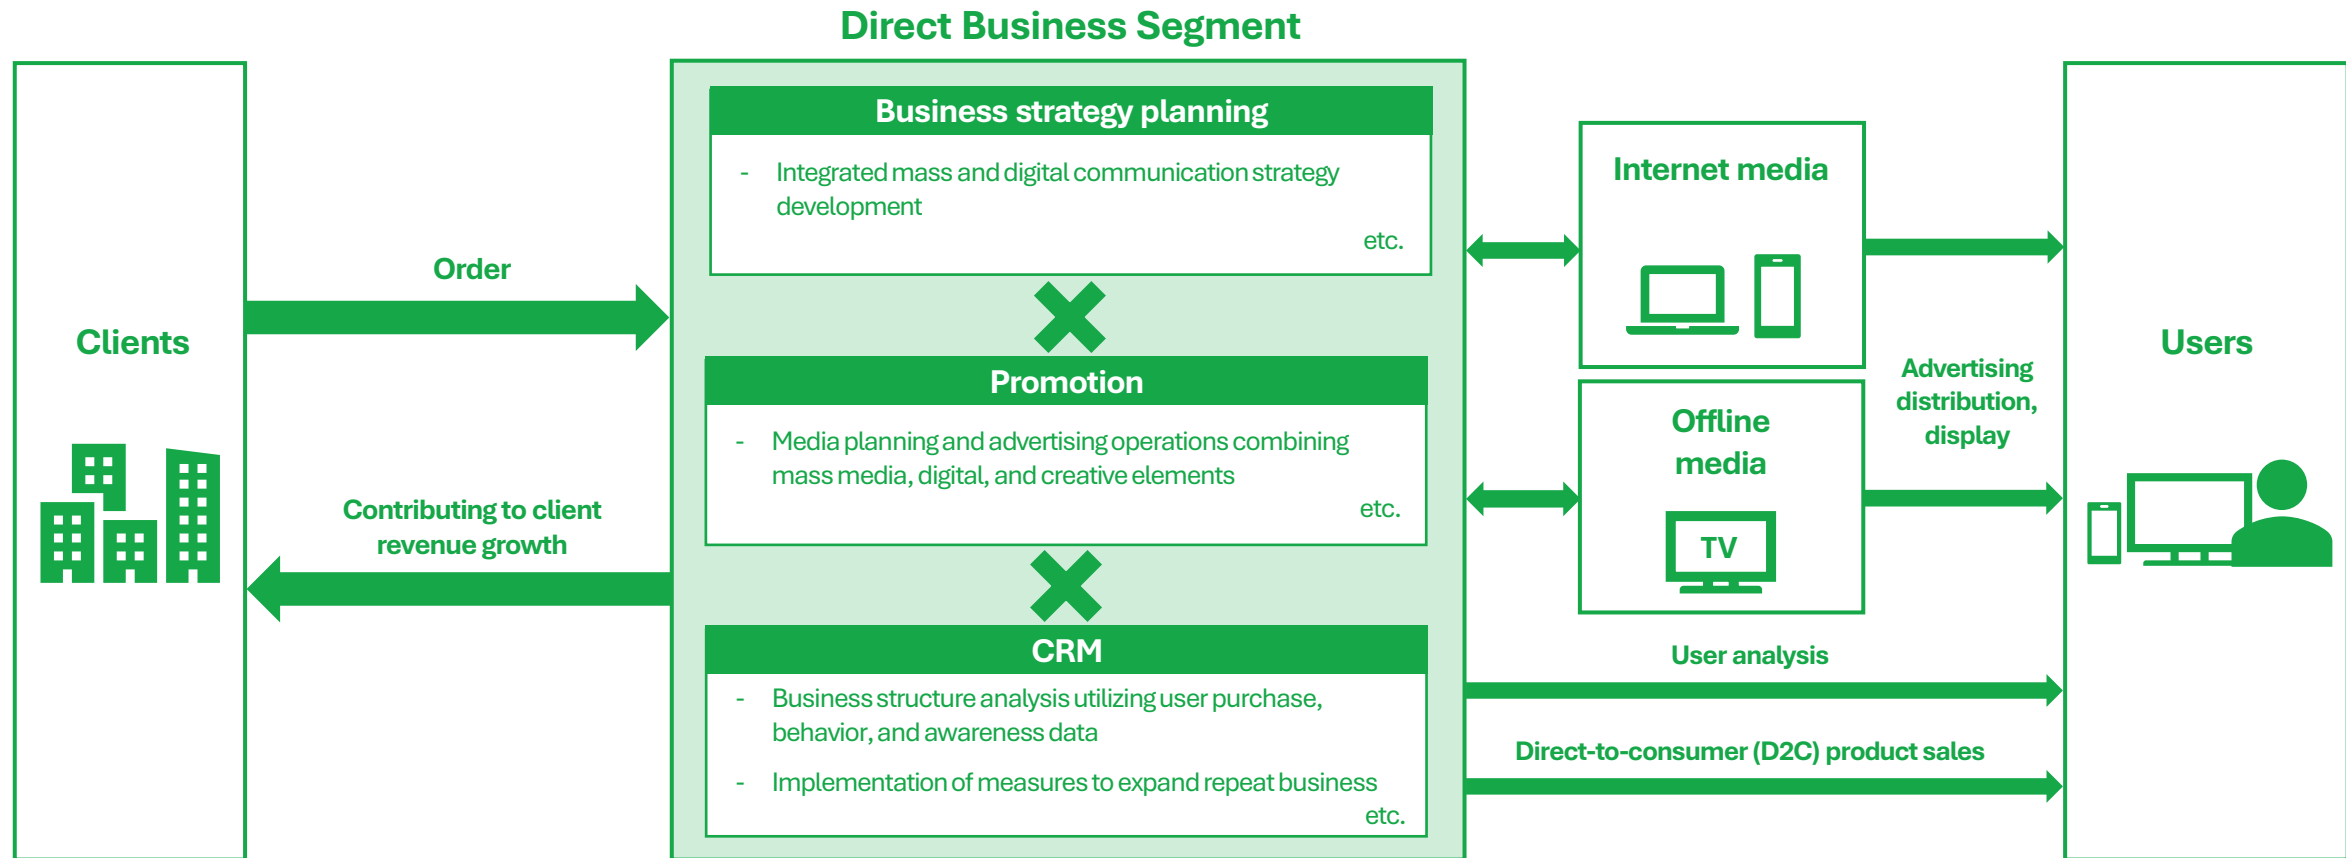 Direct Business Segment
Clients
Order
Contributing to client
revenue growth
Business strategy planning
- Integrated mass and digital communication strategy
development
etc.
Promotion
- Media planning and advertising operations combining
mass media, digital, and creative elements
etc.
CRM
- Business structure analysis utilizing user purchase,
behavior, and awareness data
- Implementation of measures to expand repeat business
etc.
Internet media
Offline
media
TV
Advertising
distribution,
display
User analysis
Direct-to-consumer (D2C) product sales
Users